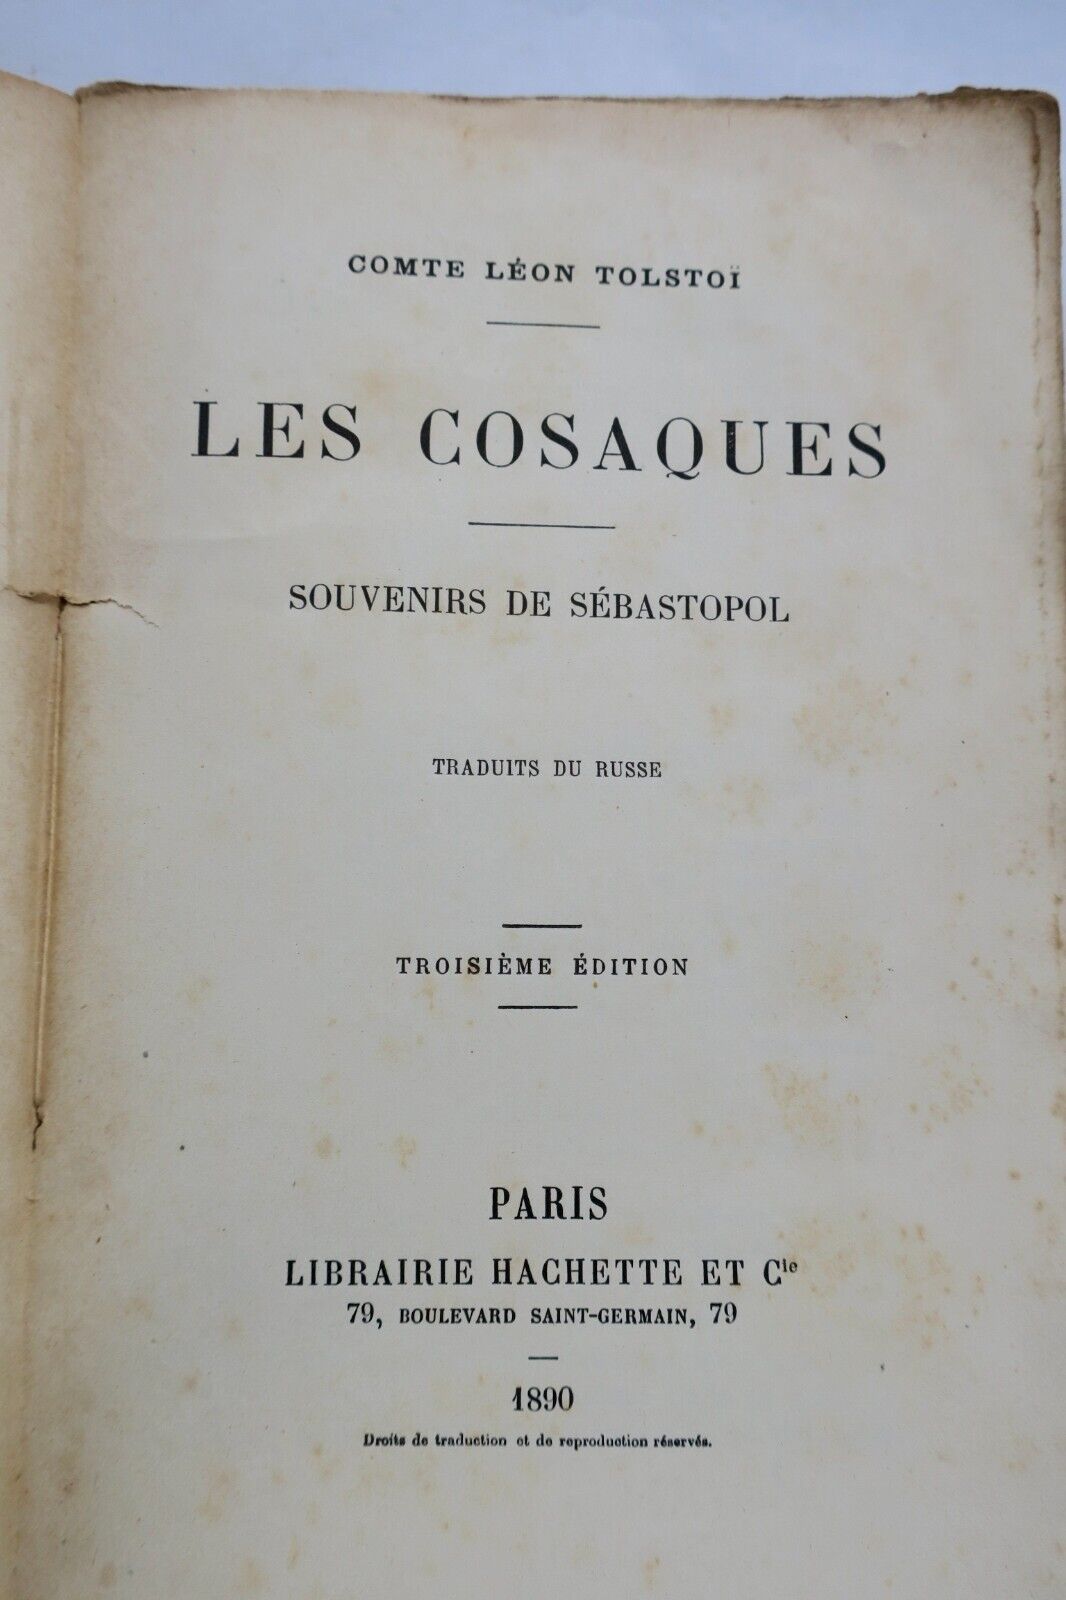 COMTE LÉON TOLSTOÏ
LES COSAQUES
SOUVENIRS DE SÉBASTOPOL
TRADUITS DU RUSSE
TROISIÈME ÉDITION
PARIS
LIBRAIRIE HACHETTE ET Cie
79, BOULEVARD SAINT-GERMAIN, 79
1890
Droits de traduction et de reproduction réservés.